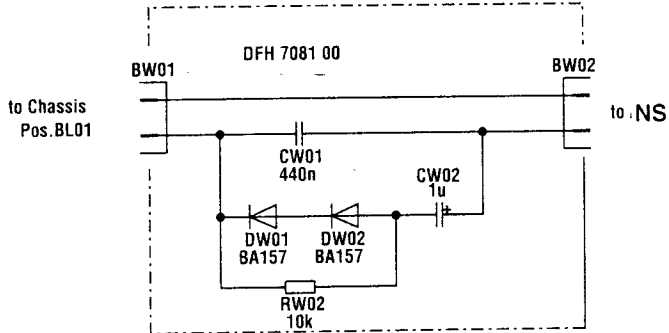 DFH 7081 00
BW01
BW02
to Chassis
Pos.BL01
to NS
CW01
440n
CW02
1u
+
DW01
BA157
DW02
BA157
RW02
10k